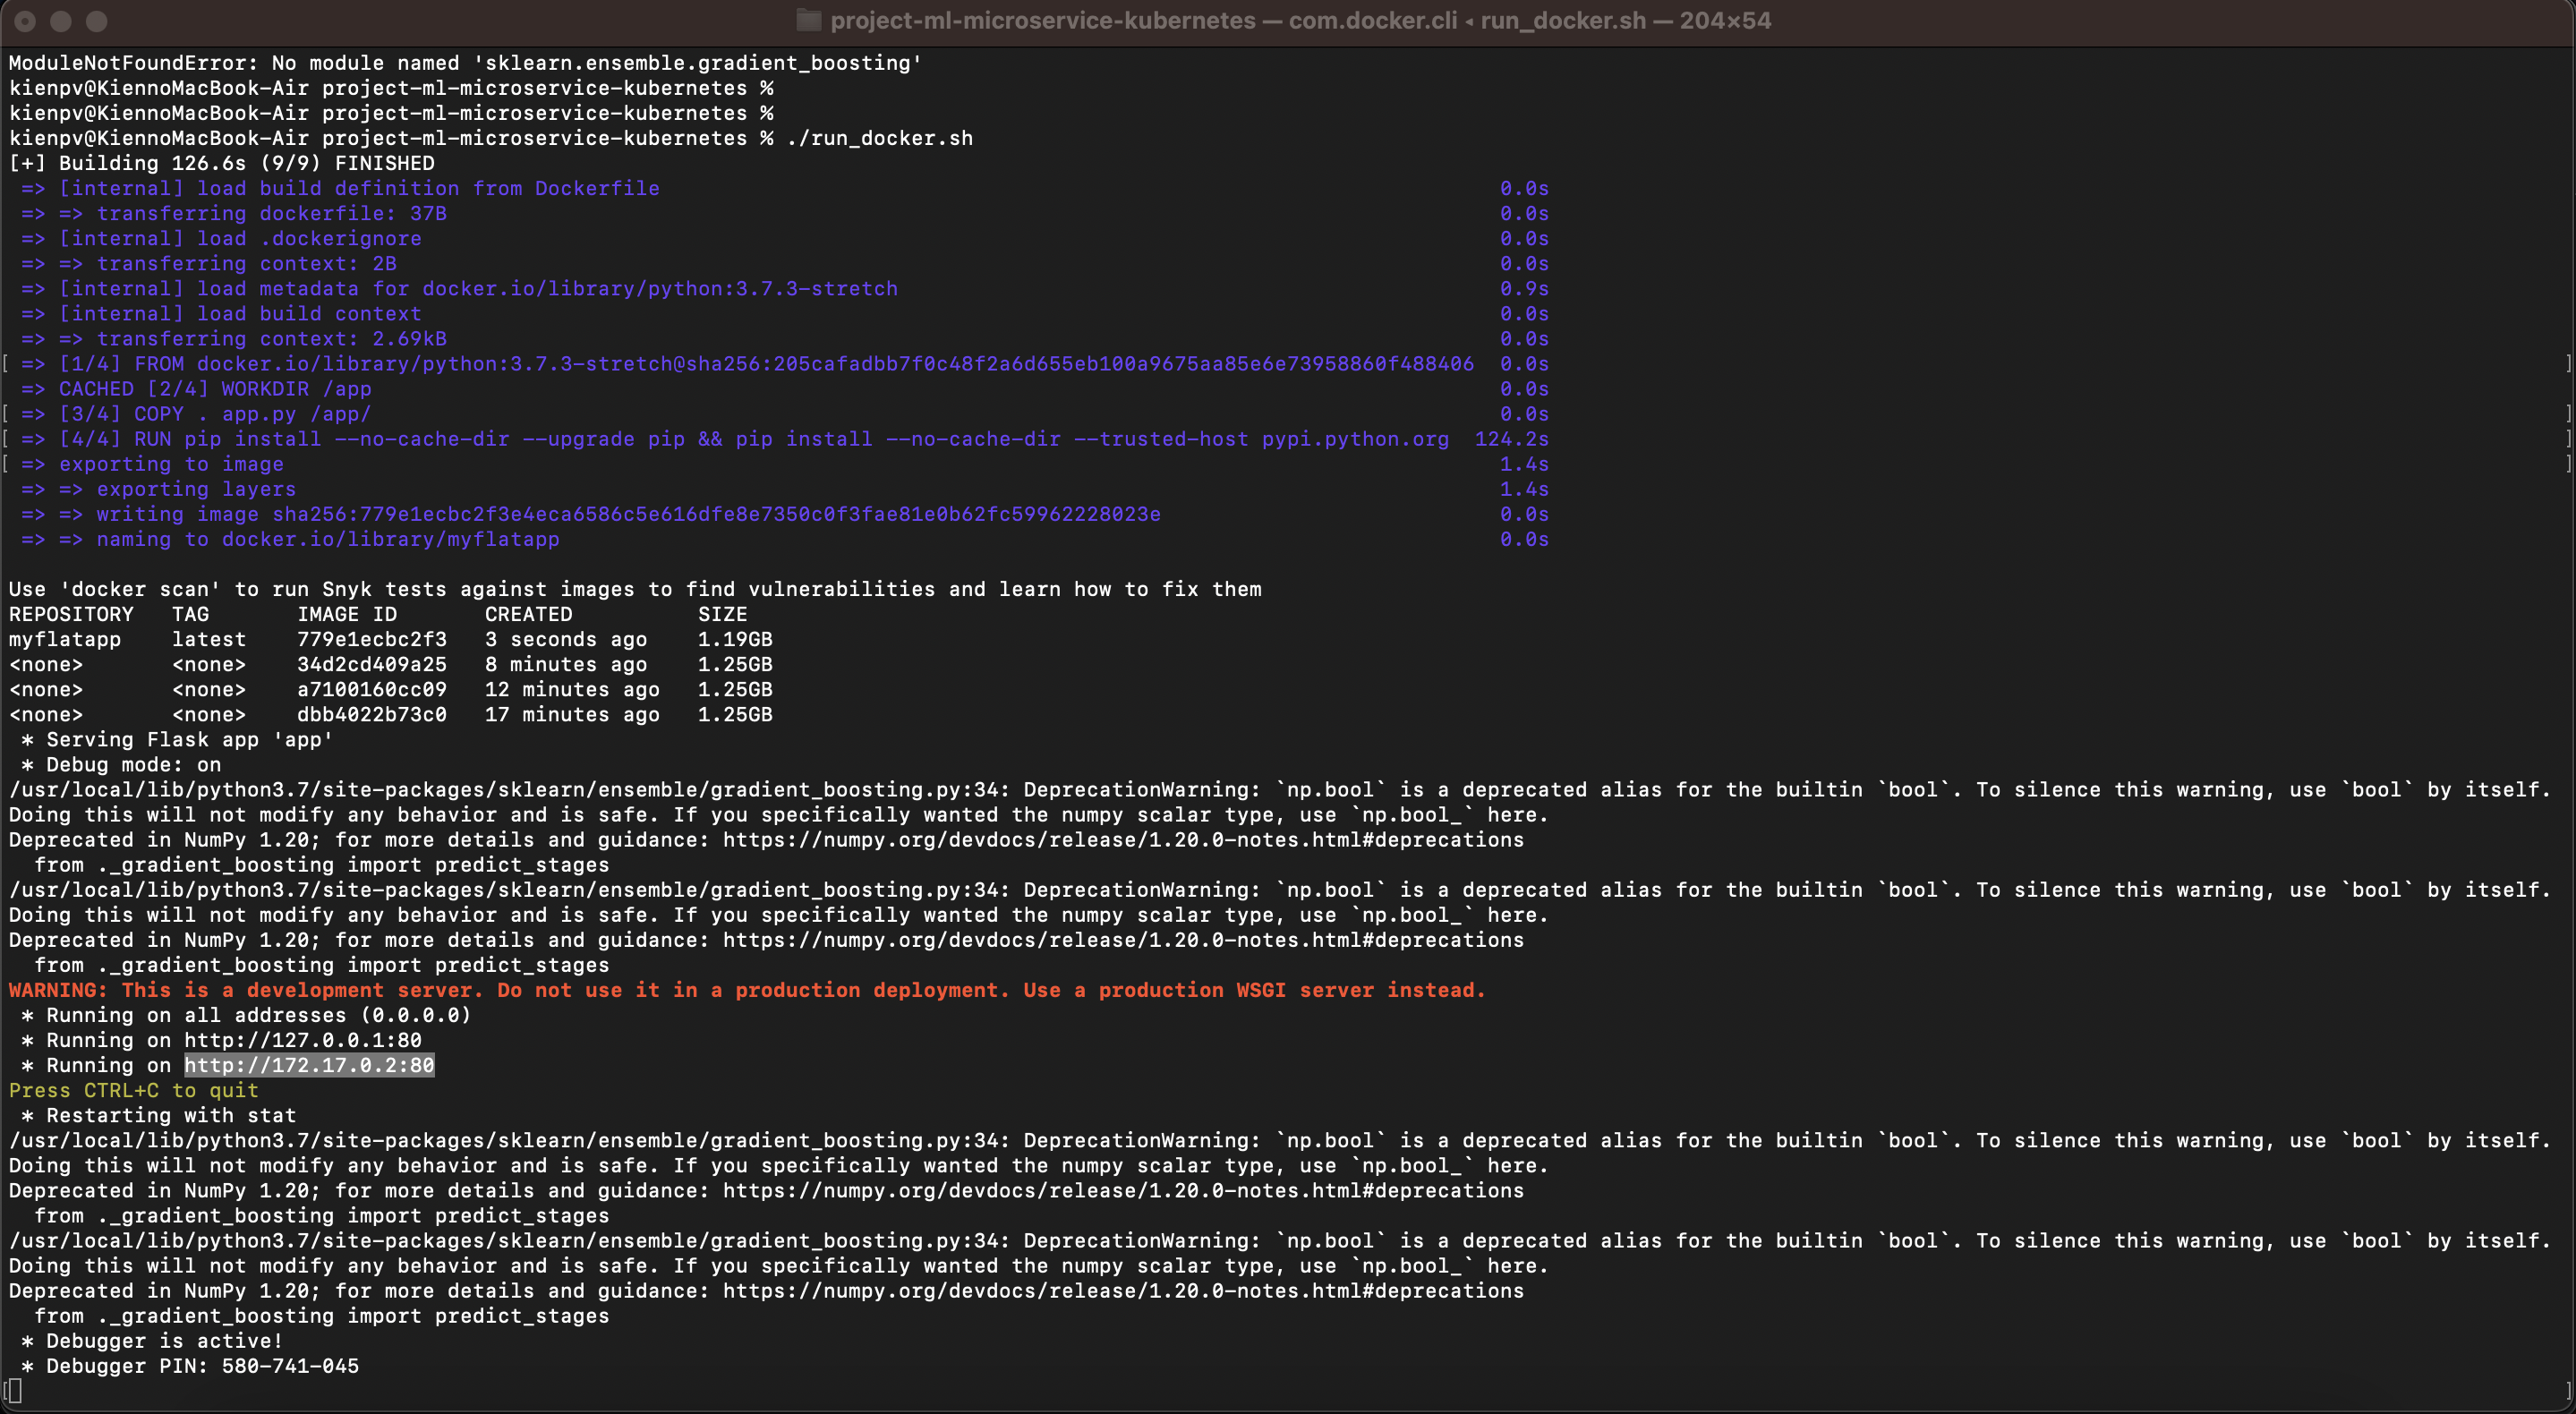 project-ml-microservice-kubernetes — com.docker.cli ◂ run_docker.sh — 204×54
ModuleNotFoundError: No module named 'sklearn.ensemble.gradient_boosting'
kienpv@KiennoMacBook-Air project-ml-microservice-kubernetes %
kienpv@KiennoMacBook-Air project-ml-microservice-kubernetes %
kienpv@KiennoMacBook-Air project-ml-microservice-kubernetes % ./run_docker.sh
[+] Building 126.6s (9/9) FINISHED
=> [internal] load build definition from Dockerfile 0.0s
=> => transferring dockerfile: 37B 0.0s
=> [internal] load .dockerignore 0.0s
=> => transferring context: 2B 0.0s
=> [internal] load metadata for docker.io/library/python:3.7.3-stretch 0.9s
=> [internal] load build context 0.0s
=> => transferring context: 2.69kB 0.0s
[ => [1/4] FROM docker.io/library/python:3.7.3-stretch@sha256:205cafadbb7f0c48f2a6d655eb100a9675aa85e6e73958860f488406 0.0s ]
=> CACHED [2/4] WORKDIR /app 0.0s
[ => [3/4] COPY . app.py /app/ 0.0s ]
[ => [4/4] RUN pip install --no-cache-dir --upgrade pip && pip install --no-cache-dir --trusted-host pypi.python.org 124.2s ]
[ => exporting to image 1.4s ]
=> => exporting layers 1.4s
=> => writing image sha256:779e1ecbc2f3e4eca6586c5e616dfe8e7350c0f3fae81e0b62fc59962228023e 0.0s
=> => naming to docker.io/library/myflatapp 0.0s
Use 'docker scan' to run Snyk tests against images to find vulnerabilities and learn how to fix them
REPOSITORY TAG IMAGE ID CREATED SIZE
myflatapp latest 779e1ecbc2f3 3 seconds ago 1.19GB
<none> <none> 34d2cd409a25 8 minutes ago 1.25GB
<none> <none> a7100160cc09 12 minutes ago 1.25GB
<none> <none> dbb4022b73c0 17 minutes ago 1.25GB
* Serving Flask app 'app'
* Debug mode: on
/usr/local/lib/python3.7/site-packages/sklearn/ensemble/gradient_boosting.py:34: DeprecationWarning: `np.bool` is a deprecated alias for the builtin `bool`. To silence this warning, use `bool` by itself.
Doing this will not modify any behavior and is safe. If you specifically wanted the numpy scalar type, use `np.bool_` here.
Deprecated in NumPy 1.20; for more details and guidance: https://numpy.org/devdocs/release/1.20.0-notes.html#deprecations
from ._gradient_boosting import predict_stages
/usr/local/lib/python3.7/site-packages/sklearn/ensemble/gradient_boosting.py:34: DeprecationWarning: `np.bool` is a deprecated alias for the builtin `bool`. To silence this warning, use `bool` by itself.
Doing this will not modify any behavior and is safe. If you specifically wanted the numpy scalar type, use `np.bool_` here.
Deprecated in NumPy 1.20; for more details and guidance: https://numpy.org/devdocs/release/1.20.0-notes.html#deprecations
from ._gradient_boosting import predict_stages
WARNING: This is a development server. Do not use it in a production deployment. Use a production WSGI server instead.
* Running on all addresses (0.0.0.0)
* Running on http://127.0.0.1:80
* Running on http://172.17.0.2:80
Press CTRL+C to quit
* Restarting with stat
/usr/local/lib/python3.7/site-packages/sklearn/ensemble/gradient_boosting.py:34: DeprecationWarning: `np.bool` is a deprecated alias for the builtin `bool`. To silence this warning, use `bool` by itself.
Doing this will not modify any behavior and is safe. If you specifically wanted the numpy scalar type, use `np.bool_` here.
Deprecated in NumPy 1.20; for more details and guidance: https://numpy.org/devdocs/release/1.20.0-notes.html#deprecations
from ._gradient_boosting import predict_stages
/usr/local/lib/python3.7/site-packages/sklearn/ensemble/gradient_boosting.py:34: DeprecationWarning: `np.bool` is a deprecated alias for the builtin `bool`. To silence this warning, use `bool` by itself.
Doing this will not modify any behavior and is safe. If you specifically wanted the numpy scalar type, use `np.bool_` here.
Deprecated in NumPy 1.20; for more details and guidance: https://numpy.org/devdocs/release/1.20.0-notes.html#deprecations
from ._gradient_boosting import predict_stages
* Debugger is active!
* Debugger PIN: 580-741-045
[ ]